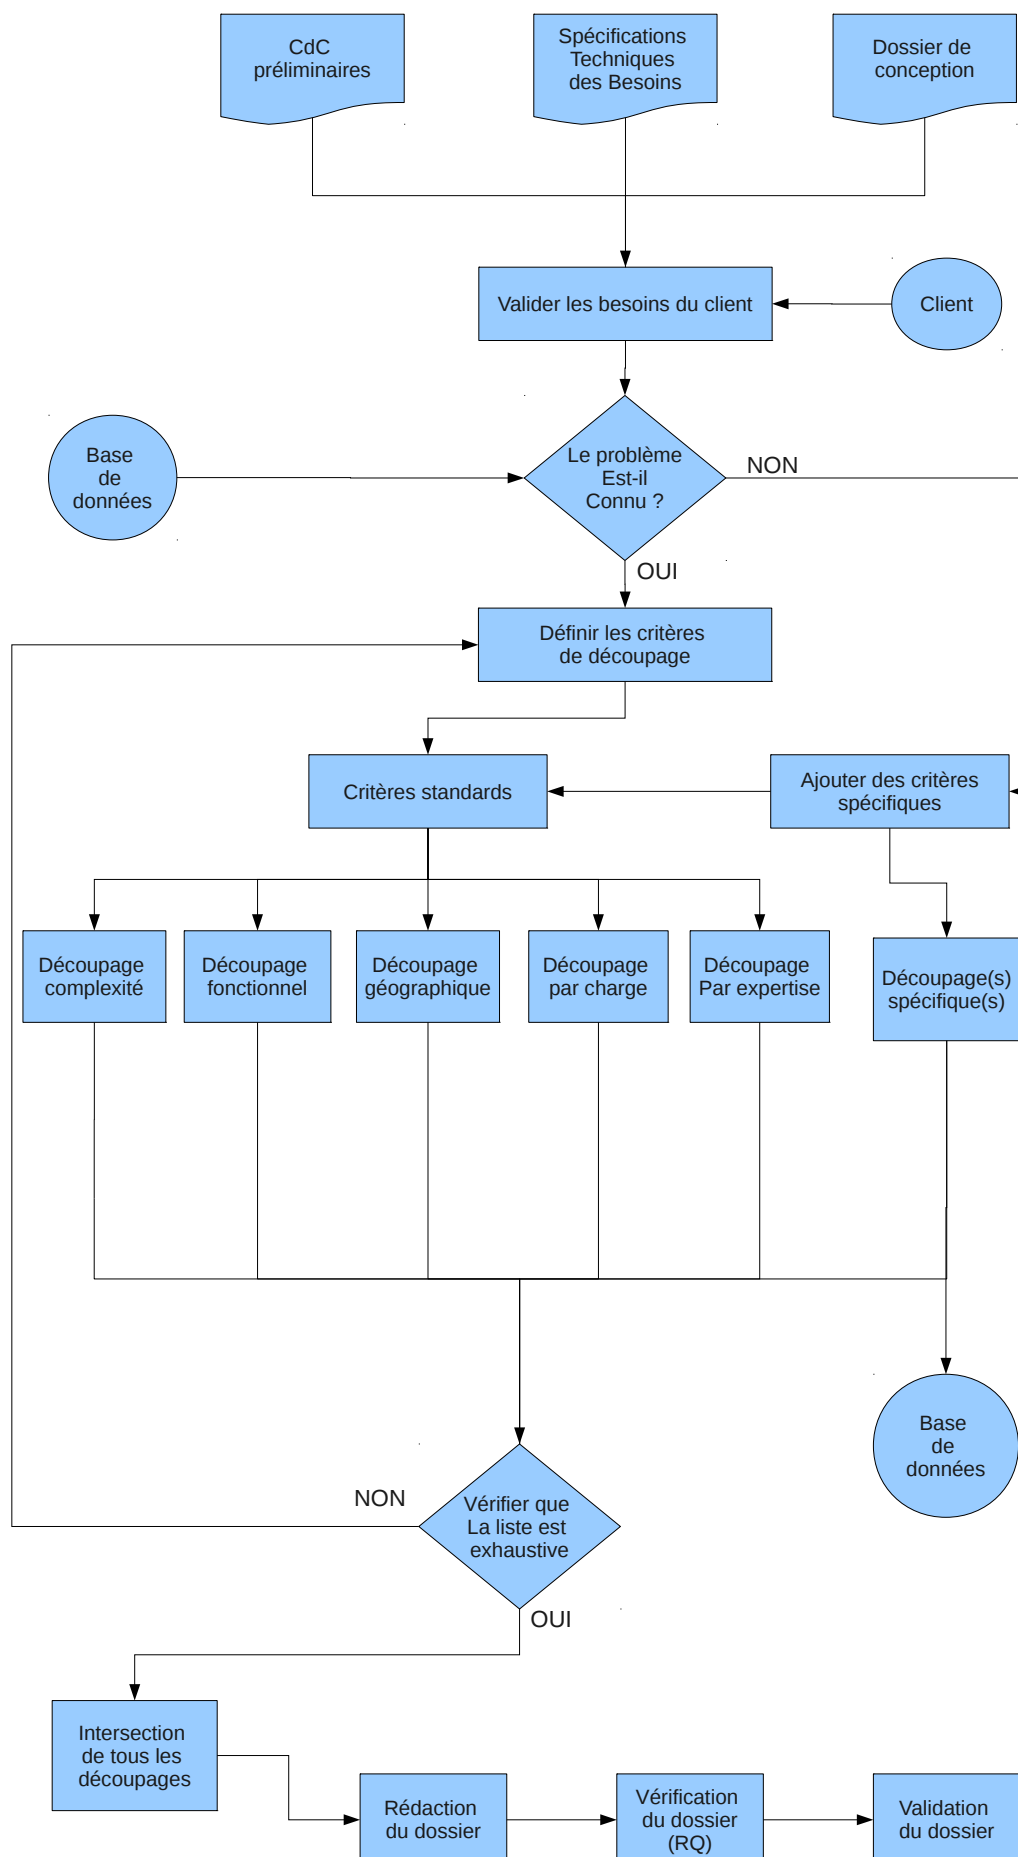 CdC
préliminaires
Spécifications
Techniques
des Besoins
Dossier de
conception
Valider les besoins du client
Client
Base
de
données
Le problème
Est-il
Connu ?
NON
OUI
Définir les critères
de découpage
Critères standards
Ajouter des critères
spécifiques
Découpage
complexité
Découpage
fonctionnel
Découpage
géographique
Découpage
par charge
Découpage
Par expertise
Découpage(s)
spécifique(s)
Base
de
données
NON
Vérifier que
La liste est
exhaustive
OUI
Intersection
de tous les
découpages
Rédaction
du dossier
Vérification
du dossier
(RQ)
Validation
du dossier